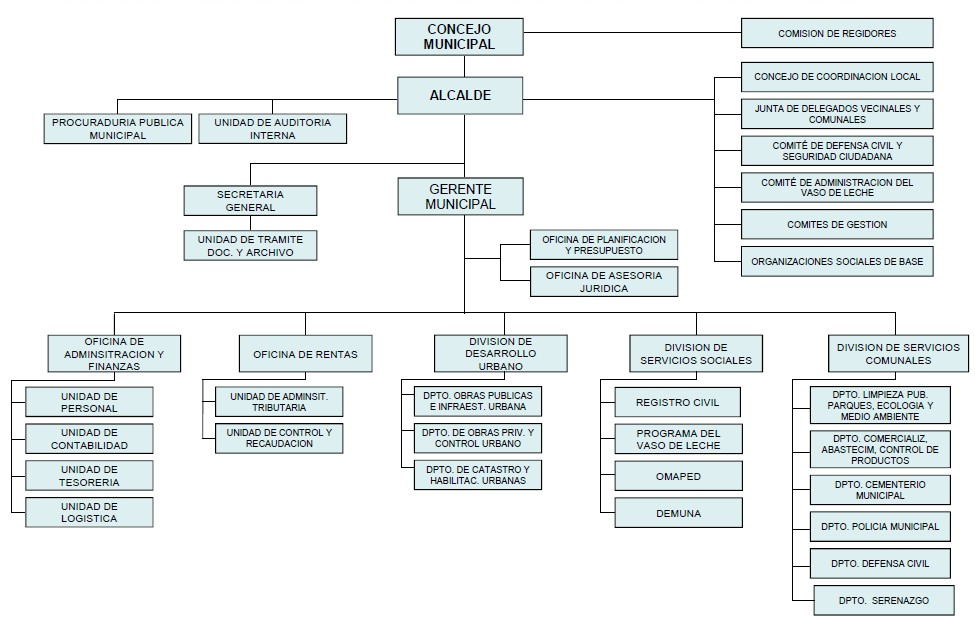 CONCEJO
MUNICIPAL
COMISION DE REGIDORES
ALCALDE
CONCEJO DE COORDINACION LOCAL
JUNTA DE DELEGADOS VECINALES Y
COMUNALES
COMITÉ DE DEFENSA CIVIL Y
SEGURIDAD CIUDADANA
COMITÉ DE ADMINISTRACION DEL
VASO DE LECHE
COMITES DE GESTION
ORGANIZACIONES SOCIALES DE BASE
PROCURADURIA PUBLICA
MUNICIPAL
UNIDAD DE AUDITORIA
INTERNA
SECRETARIA
GENERAL
UNIDAD DE TRAMITE
DOC. Y ARCHIVO
GERENTE
MUNICIPAL
OFICINA DE PLANIFICACION
Y PRESUPUESTO
OFICINA DE ASESORIA
JURIDICA
OFICINA DE
ADMINSITRACION Y
FINANZAS
UNIDAD DE
PERSONAL
UNIDAD DE
CONTABILIDAD
UNIDAD DE
TESORERIA
UNIDAD DE
LOGISTICA
OFICINA DE RENTAS
UNIDAD DE ADMINSIT.
TRIBUTARIA
UNIDAD DE CONTROL Y
RECAUDACION
DIVISION DE
DESARROLLO
URBANO
DPTO. OBRAS PUBLICAS
E INFRAEST. URBANA
DPTO. DE OBRAS PRIV. Y
CONTROL URBANO
DPTO. DE CATASTRO Y
HABILITAC. URBANAS
DIVISION DE
SERVICIOS SOCIALES
REGISTRO CIVIL
PROGRAMA DEL
VASO DE LECHE
OMAPED
DEMUNA
DIVISION DE SERVICIOS
COMUNALES
DPTO. LIMPIEZA PUB.
PARQUES, ECOLOGIA Y
MEDIO AMBIENTE
DPTO. COMERCIALIZ,
ABASTECIM, CONTROL DE
PRODUCTOS
DPTO. CEMENTERIO
MUNICIPAL
DPTO. POLICIA MUNICIPAL
DPTO. DEFENSA CIVIL
DPTO. SERENAZGO